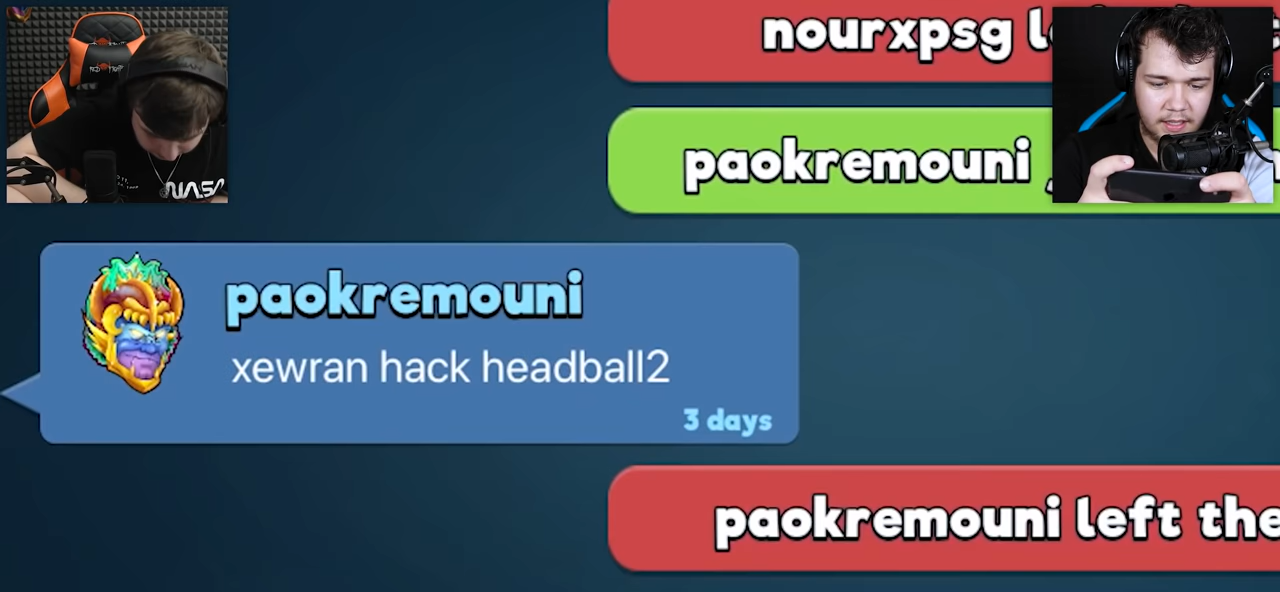 nourxpsg
paokremouni
paokremouni
xewran hack headball2
3 days
paokremouni left the
NASA